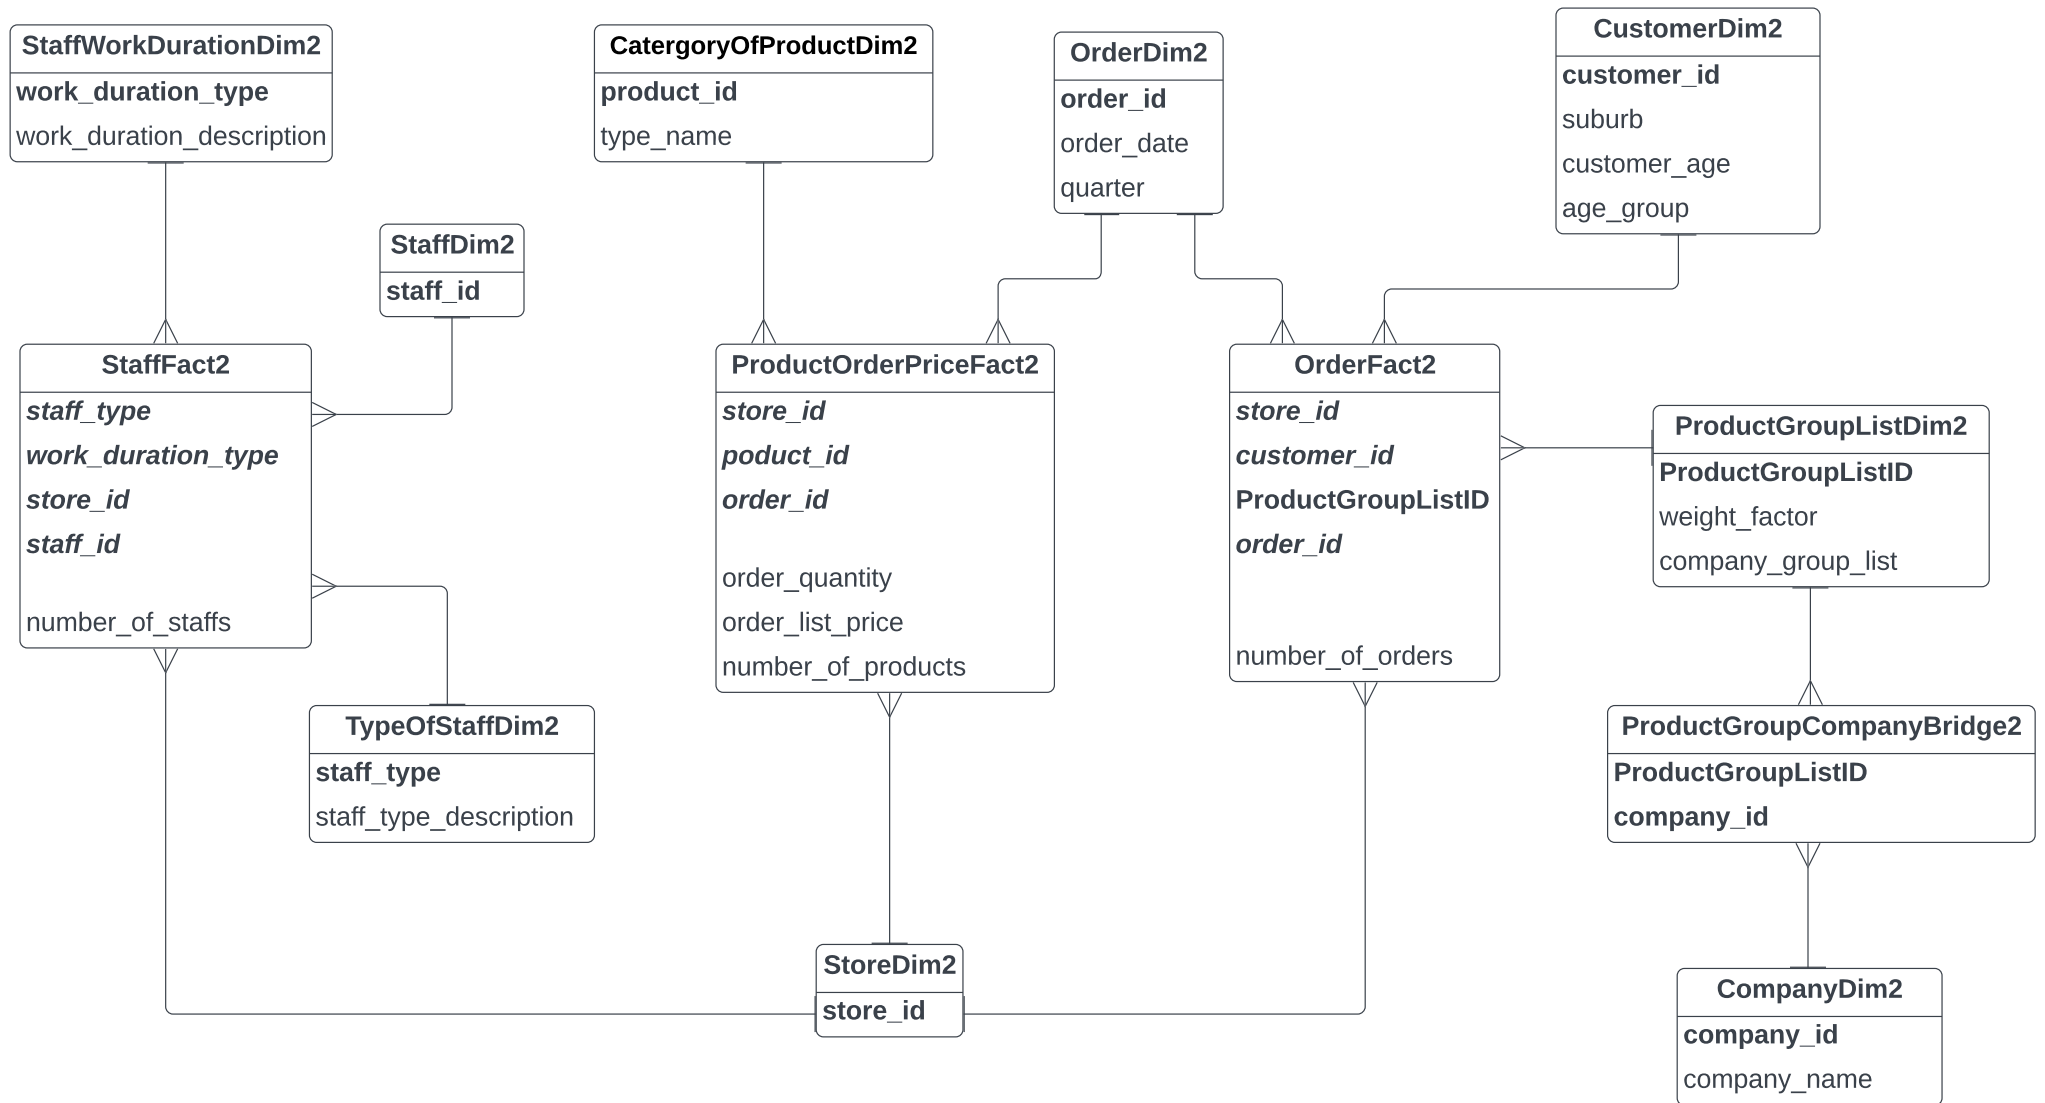 StaffWorkDurationDim2
work_duration_type
work_duration_description
CatergoryOfProductDim2
product_id
type_name
OrderDim2
order_id
order_date
quarter
CustomerDim2
customer_id
suburb
customer_age
age_group
StaffDim2
staff_id
StaffFact2
staff_type
work_duration_type
store_id
staff_id
number_of_staffs
ProductOrderPriceFact2
store_id
poduct_id
order_id
order_quantity
order_list_price
number_of_products
OrderFact2
store_id
customer_id
ProductGroupListID
order_id
number_of_orders
ProductGroupListDim2
ProductGroupListID
weight_factor
company_group_list
TypeOfStaffDim2
staff_type
staff_type_description
ProductGroupCompanyBridge2
ProductGroupListID
company_id
StoreDim2
store_id
CompanyDim2
company_id
company_name